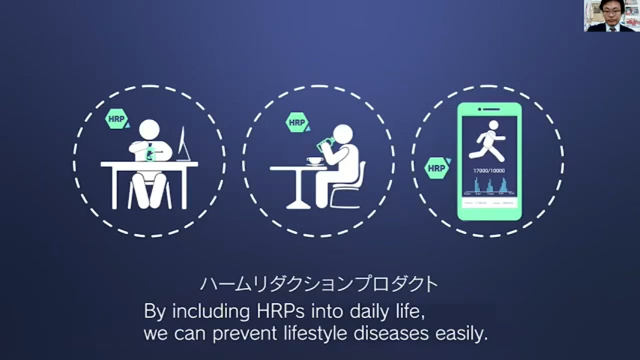 HRP
HRP
HRP
17000/10000
ハームリダクションプロダクト
By including HRPs into daily life,
we can prevent lifestyle diseases easily.